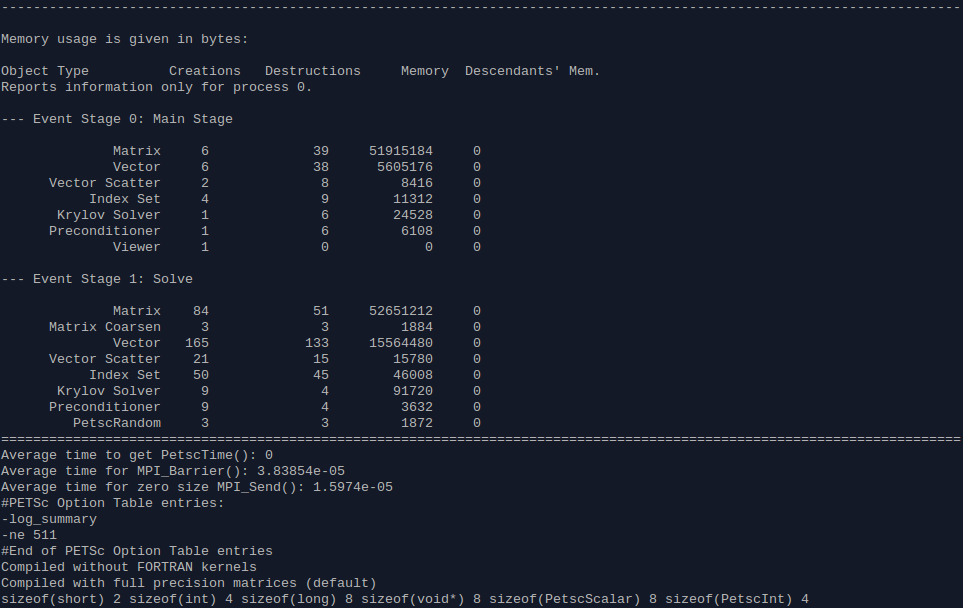 ------------------------------------------------------------------------------------------------------------------------
Memory usage is given in bytes:
Object Type          Creations   Destructions     Memory  Descendants' Mem.
Reports information only for process 0.
--- Event Stage 0: Main Stage
              Matrix     6             39     51915184     0
              Vector     6             38      5605176     0
      Vector Scatter     2              8         8416     0
           Index Set     4              9        11312     0
       Krylov Solver     1              6        24528     0
      Preconditioner     1              6         6108     0
              Viewer     1              0            0     0
--- Event Stage 1: Solve
              Matrix    84             51     52651212     0
      Matrix Coarsen     3              3         1884     0
              Vector   165            133     15564480     0
      Vector Scatter    21             15        15780     0
           Index Set    50             45        46008     0
       Krylov Solver     9              4        91720     0
      Preconditioner     9              4         3632     0
         PetscRandom     3              3         1872     0
========================================================================================================================
Average time to get PetscTime(): 0
Average time for MPI_Barrier(): 3.83854e-05
Average time for zero size MPI_Send(): 1.5974e-05
#PETSc Option Table entries:
-log_summary
-ne 511
#End of PETSc Option Table entries
Compiled without FORTRAN kernels
Compiled with full precision matrices (default)
sizeof(short) 2 sizeof(int) 4 sizeof(long) 8 sizeof(void*) 8 sizeof(PetscScalar) 8 sizeof(PetscInt) 4